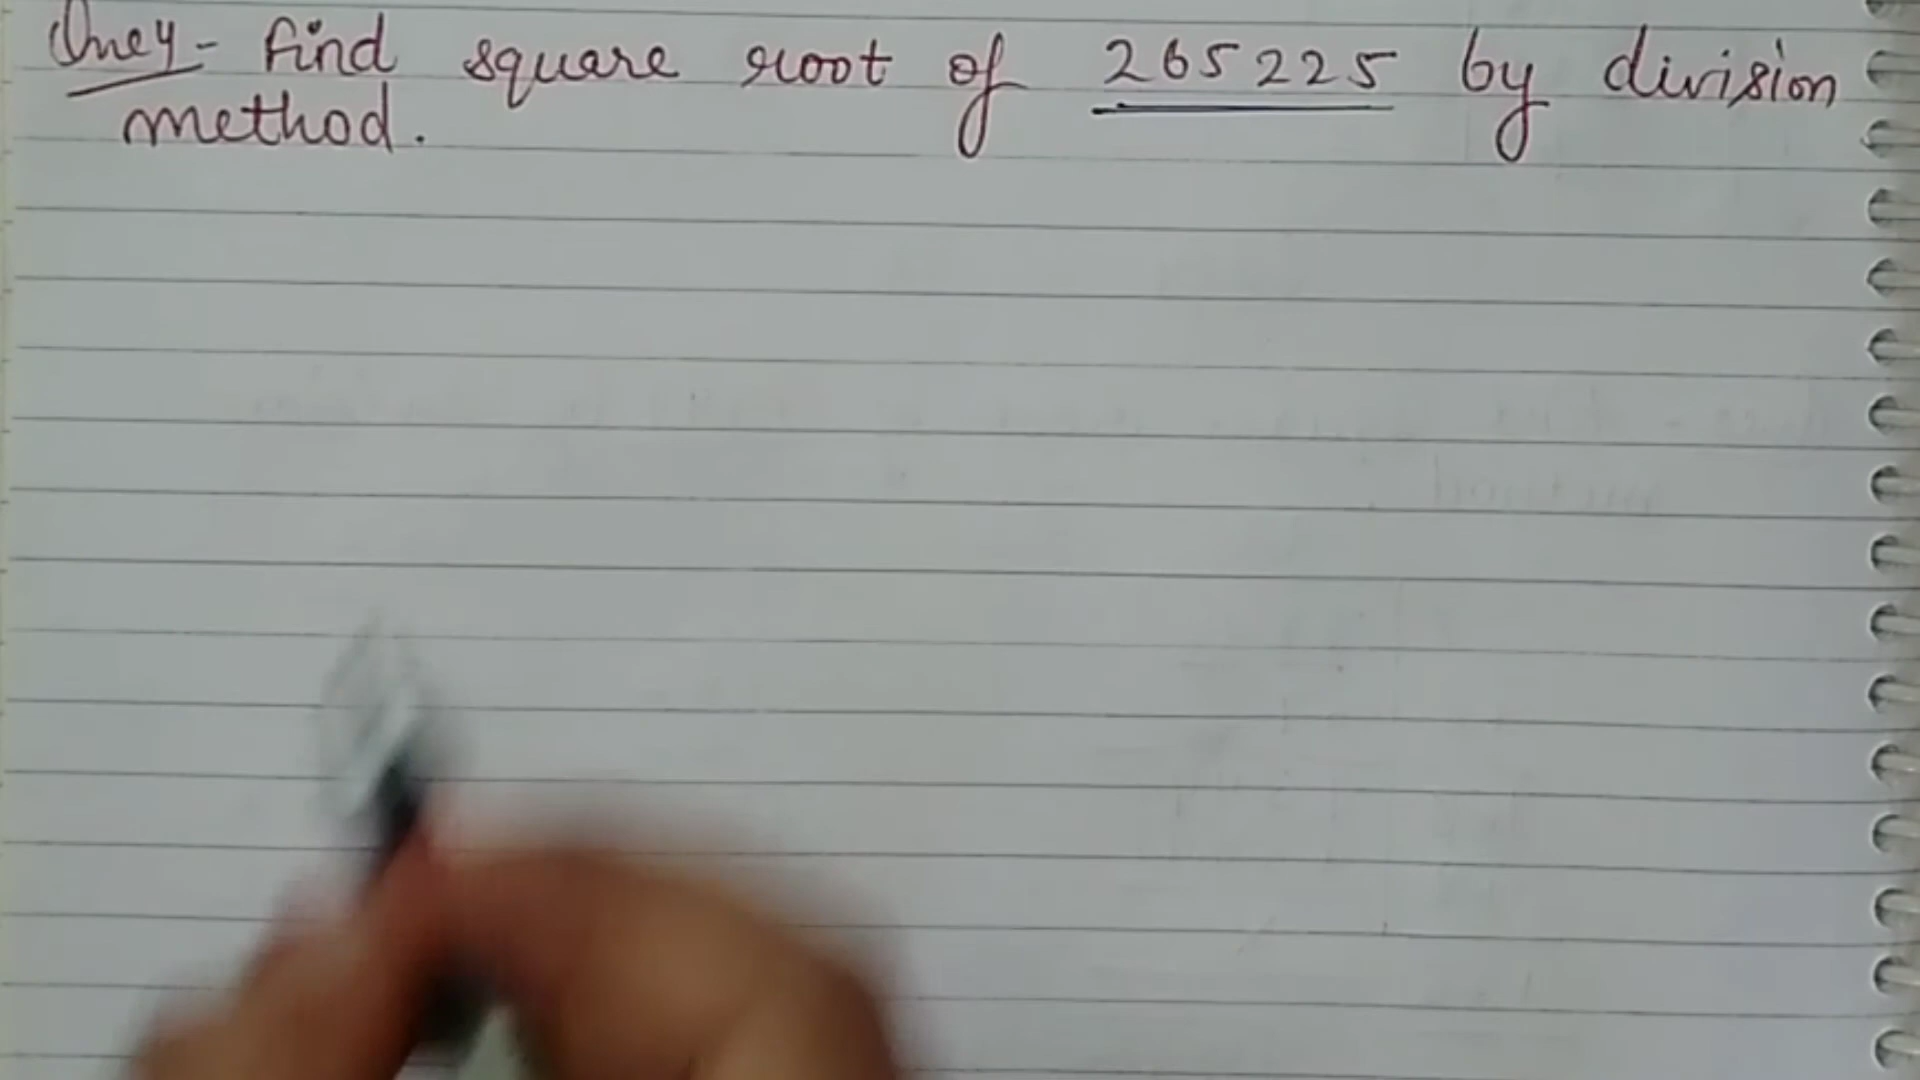 Ques - find square root of 265225 by division
method.